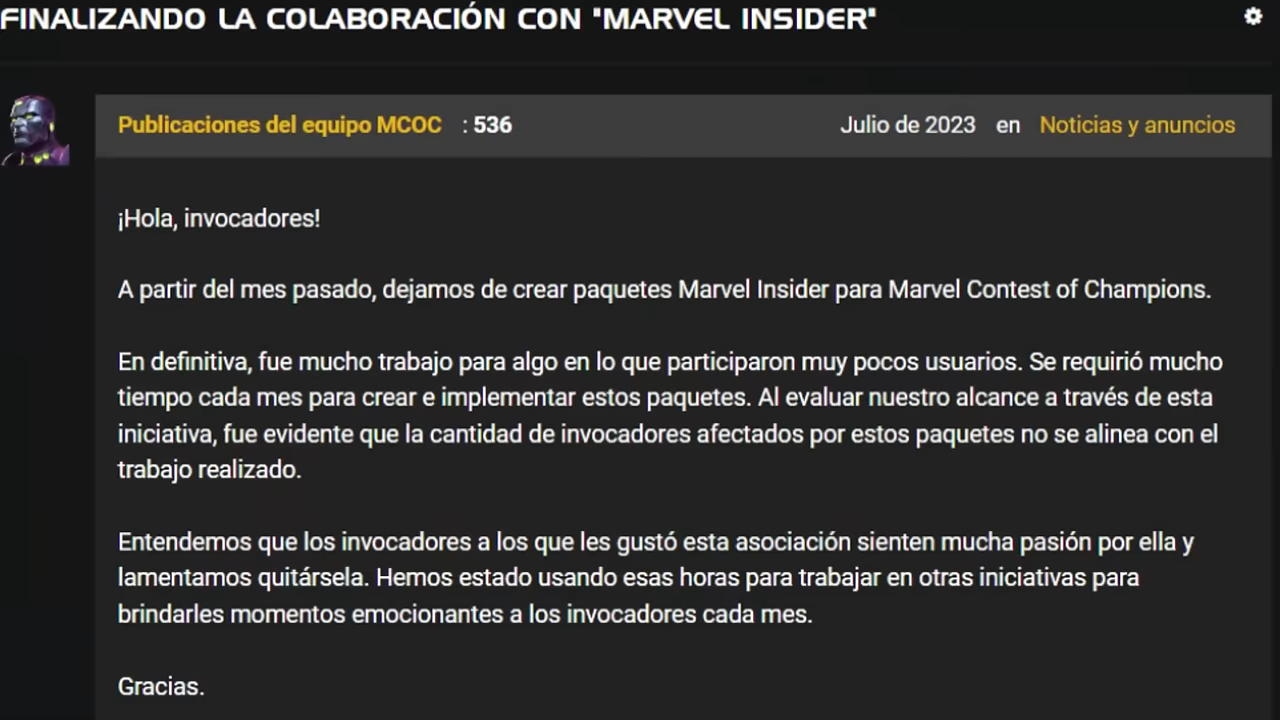 FINALIZANDO LA COLABORACIÓN CON "MARVEL INSIDER"
Publicaciones del equipo MCOC : 536 Julio de 2023 en Noticias y anuncios
¡Hola, invocadores!
A partir del mes pasado, dejamos de crear paquetes Marvel Insider para Marvel Contest of Champions.
En definitiva, fue mucho trabajo para algo en lo que participaron muy pocos usuarios. Se requirió mucho
tiempo cada mes para crear e implementar estos paquetes. Al evaluar nuestro alcance a través de esta
iniciativa, fue evidente que la cantidad de invocadores afectados por estos paquetes no se alinea con el
trabajo realizado.
Entendemos que los invocadores a los que les gustó esta asociación sienten mucha pasión por ella y
lamentamos quitársela. Hemos estado usando esas horas para trabajar en otras iniciativas para
brindarles momentos emocionantes a los invocadores cada mes.
Gracias.